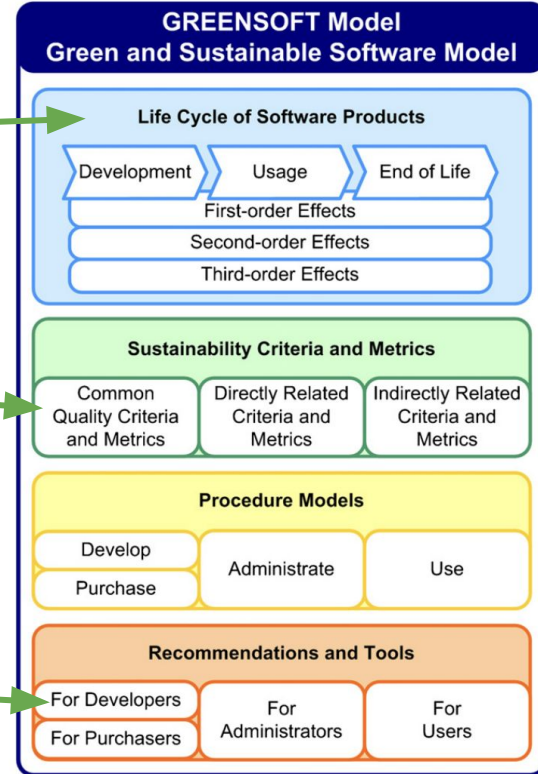 GREENSOFT Model
Green and Sustainable Software Model
Life Cycle of Software Products
Development
Usage
End of Life
First-order Effects
Second-order Effects
Third-order Effects
Sustainability Criteria and Metrics
Common
Quality Criteria
and Metrics
Directly Related
Criteria and
Metrics
Indirectly Related
Criteria and
Metrics
Procedure Models
Develop
Purchase
Administrate
Use
Recommendations and Tools
For Developers
For Purchasers
For
Administrators
For
Users